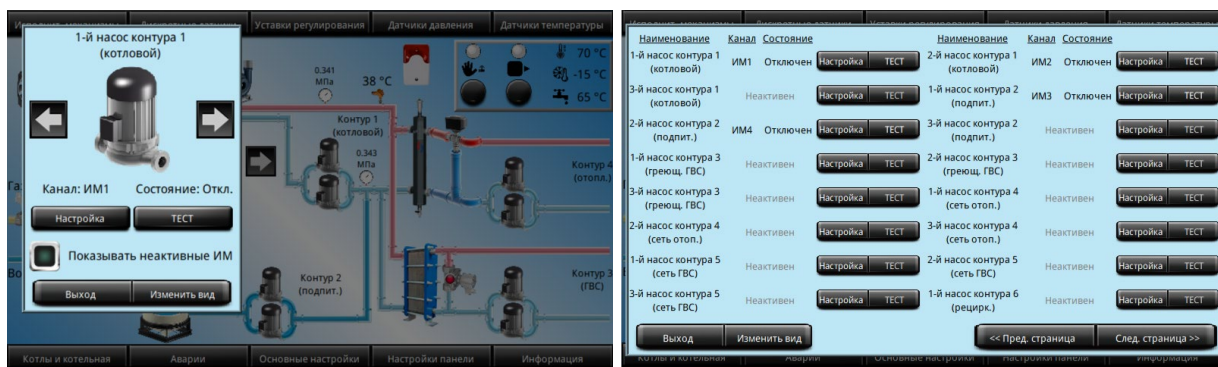 Уставки регулирования
Датчики давления
Датчики температуры
1-й насос контура 1
(котловой)
Канал: ИМ1
Состояние: Откл.
Настройка
ТЕСТ
Показывать неактивные ИМ
Выход
Изменить вид
0.341
МПа
38 °C
70 °C
-15 °C
65 °C
Контур 1
(котловой)
0.343
МПа
Контур 4
(отопл.)
Контур 2
(подпит.)
Контур 3
(ГВС)
Котлы и котельная
Аварии
Основные настройки
Настройки панели
Информация
Наименование Канал Состояние Наименование Канал Состояние
1-й насос контура 1
(котловой) ИМ1 Отключен Настройка ТЕСТ
2-й насос контура 1
(котловой) ИМ2 Отключен Настройка ТЕСТ
3-й насос контура 1
(котловой) Неактивен Настройка ТЕСТ
1-й насос контура 2
(подпит.) ИМ3 Отключен Настройка ТЕСТ
2-й насос контура 2
(подпит.) ИМ4 Отключен Настройка ТЕСТ
3-й насос контура 2
(подпит.) Неактивен Настройка ТЕСТ
1-й насос контура 3
(греющ. ГВС) Неактивен Настройка ТЕСТ
2-й насос контура 3
(греющ. ГВС) Неактивен Настройка ТЕСТ
3-й насос контура 3
(греющ. ГВС) Неактивен Настройка ТЕСТ
1-й насос контура 4
(сеть отоп.) Неактивен Настройка ТЕСТ
2-й насос контура 4
(сеть отоп.) Неактивен Настройка ТЕСТ
3-й насос контура 4
(сеть отоп.) Неактивен Настройка ТЕСТ
1-й насос контура 5
(сеть ГВС) Неактивен Настройка ТЕСТ
2-й насос контура 5
(сеть ГВС) Неактивен Настройка ТЕСТ
3-й насос контура 5
(сеть ГВС) Неактивен Настройка ТЕСТ
1-й насос контура 6
(рецирк.) Неактивен Настройка ТЕСТ
Выход
Изменить вид
<< Пред. страница
След. страница >>